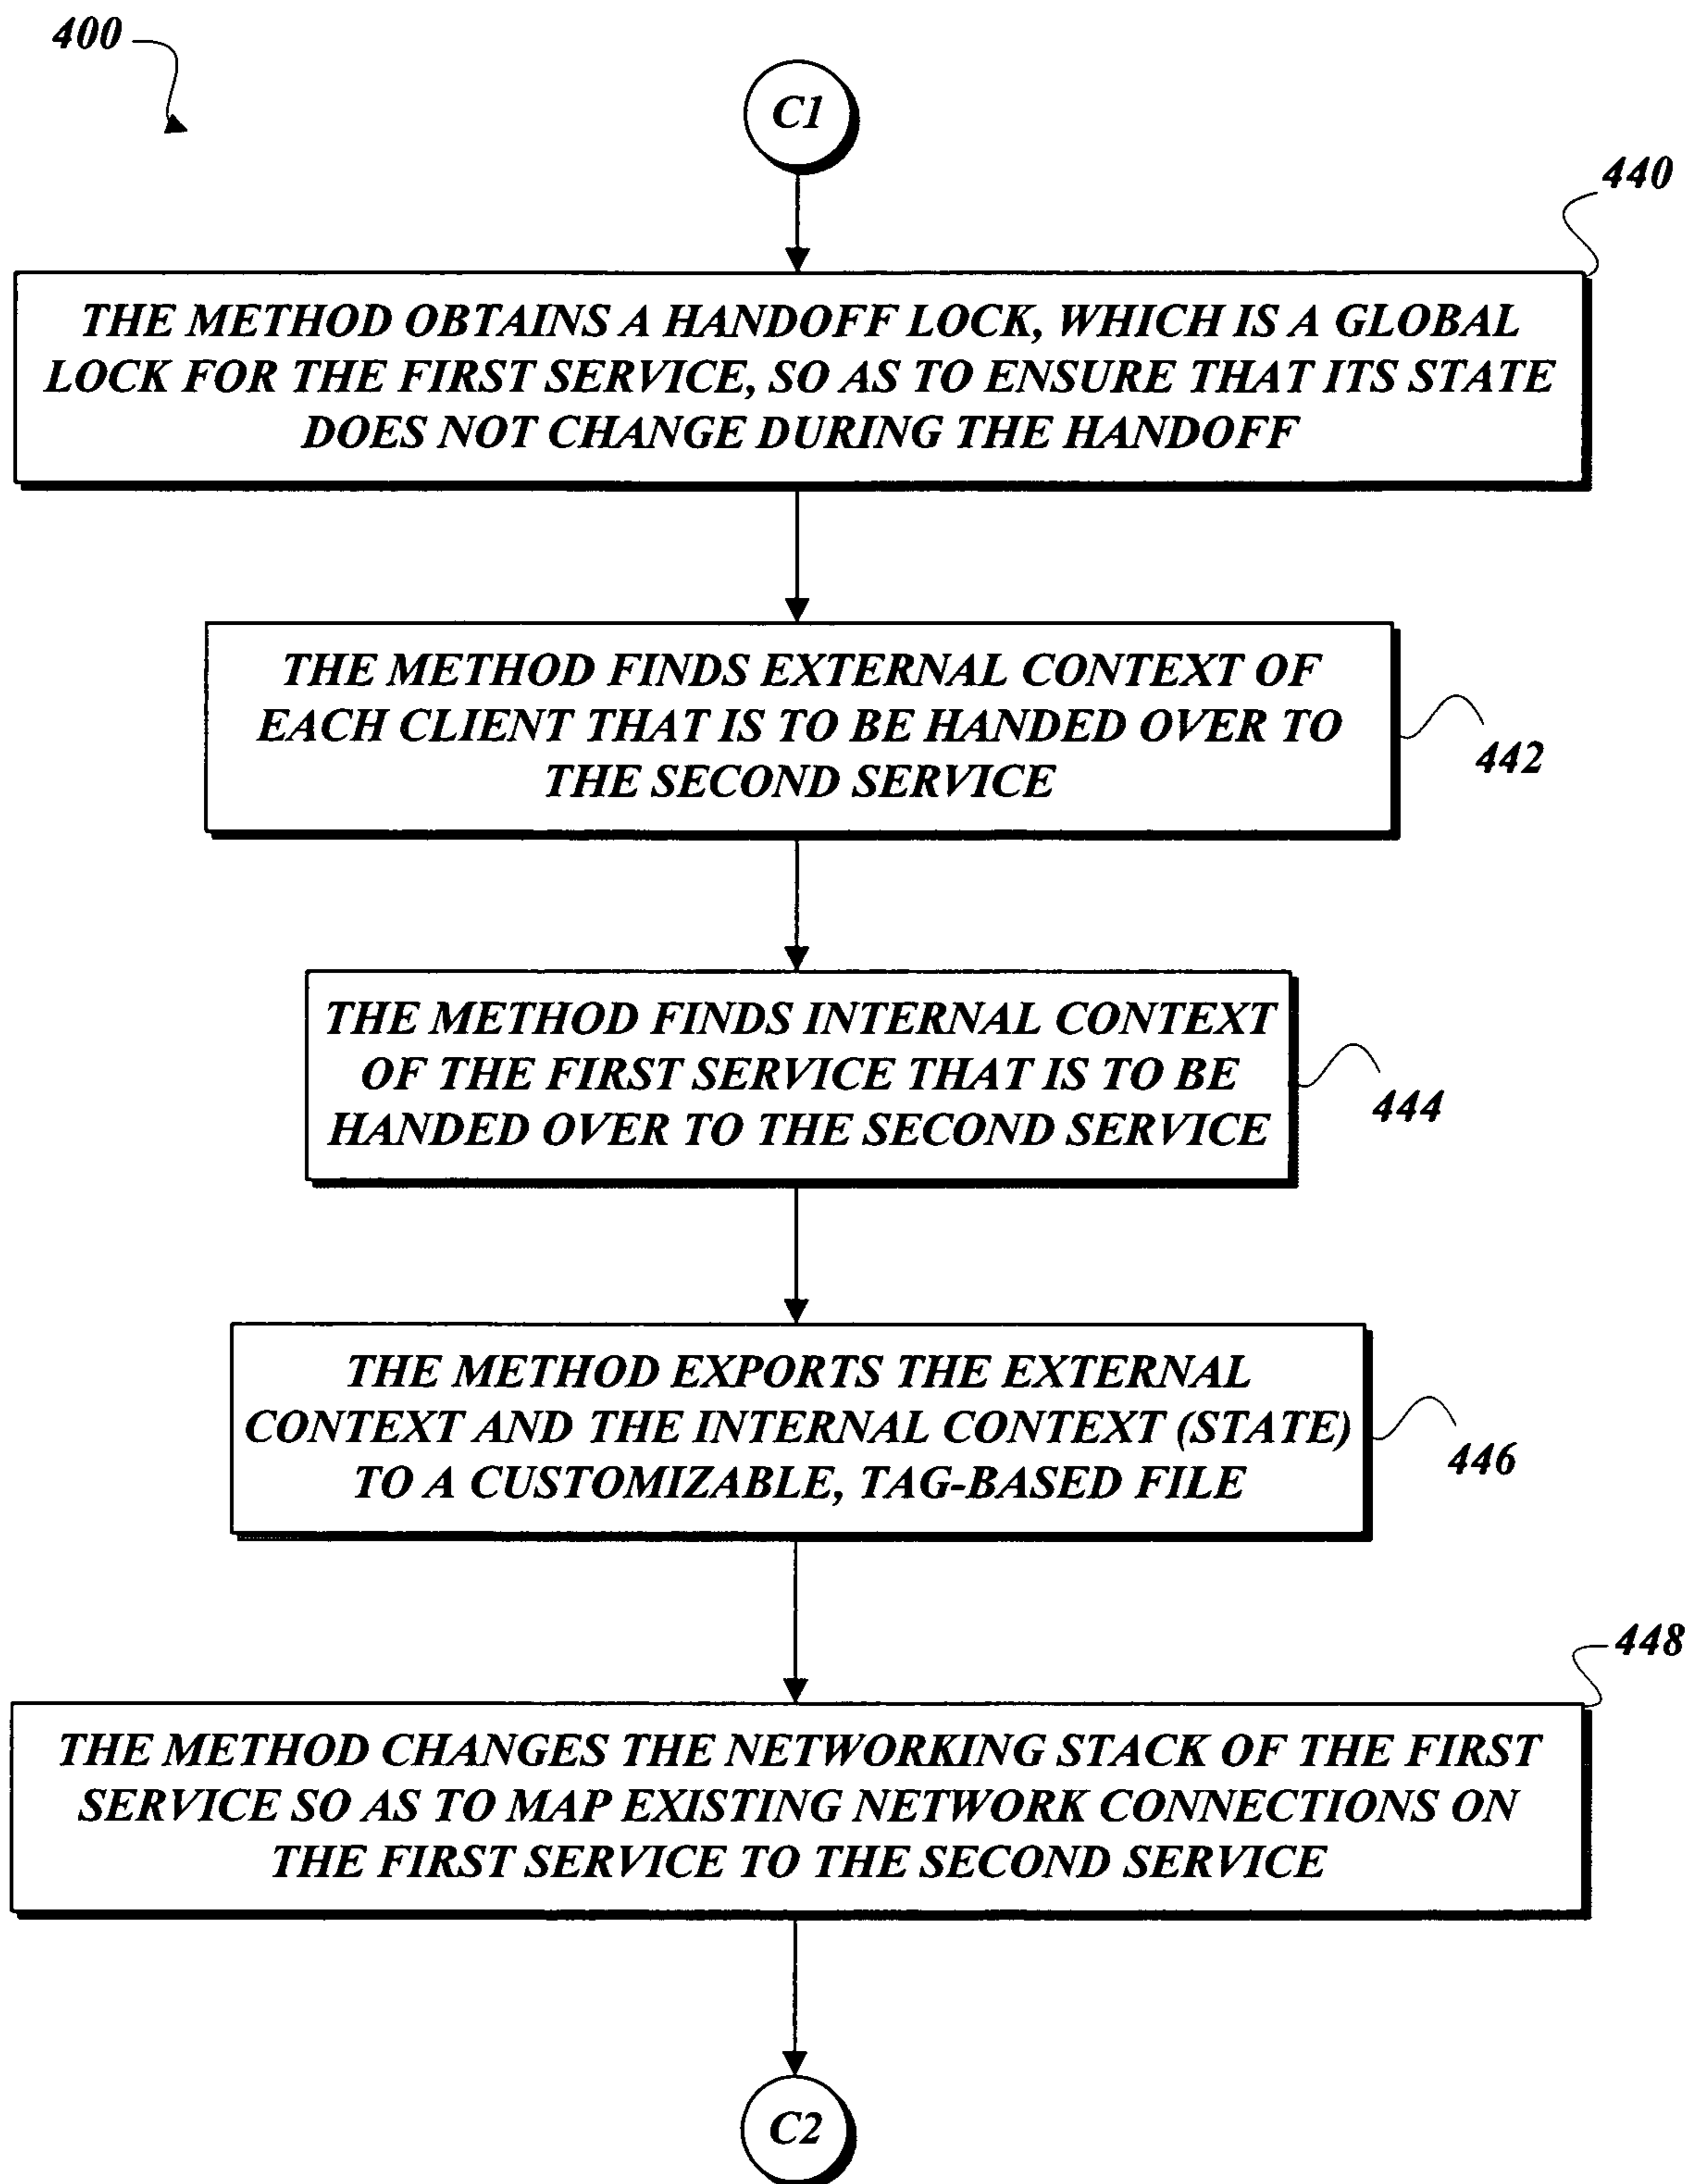 400
C1
440
THE METHOD OBTAINS A HANDOFF LOCK, WHICH IS A GLOBAL
LOCK FOR THE FIRST SERVICE, SO AS TO ENSURE THAT ITS STATE
DOES NOT CHANGE DURING THE HANDOFF
THE METHOD FINDS EXTERNAL CONTEXT OF
EACH CLIENT THAT IS TO BE HANDED OVER TO
THE SECOND SERVICE
442
THE METHOD FINDS INTERNAL CONTEXT
OF THE FIRST SERVICE THAT IS TO BE
HANDED OVER TO THE SECOND SERVICE
444
THE METHOD EXPORTS THE EXTERNAL
CONTEXT AND THE INTERNAL CONTEXT (STATE)
TO A CUSTOMIZABLE, TAG-BASED FILE
446
448
THE METHOD CHANGES THE NETWORKING STACK OF THE FIRST
SERVICE SO AS TO MAP EXISTING NETWORK CONNECTIONS ON
THE FIRST SERVICE TO THE SECOND SERVICE
C2